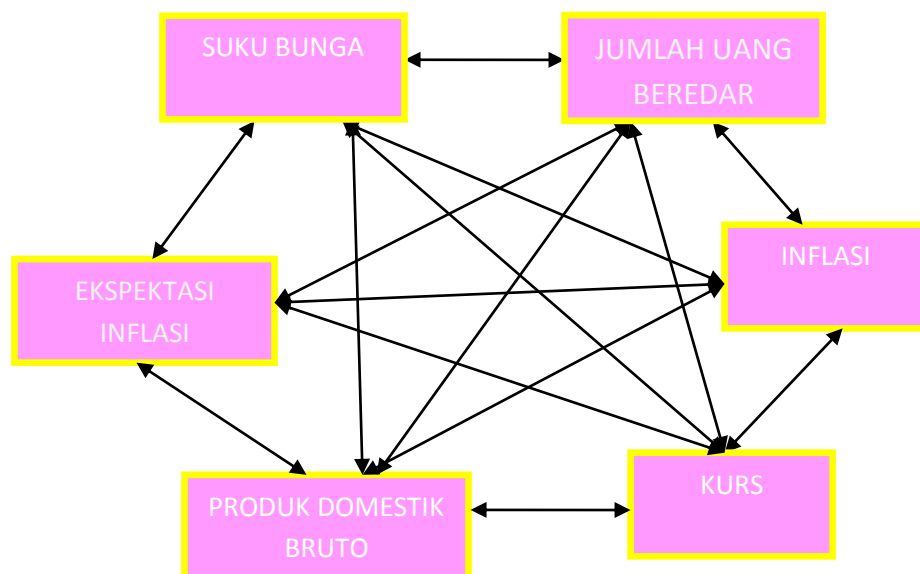 SUKU BUNGA
JUMLAH UANG
BEREDAR
INFLASI
EKSPEKTASI
INFLASI
KURS
PRODUK DOMESTIK
BRUTO